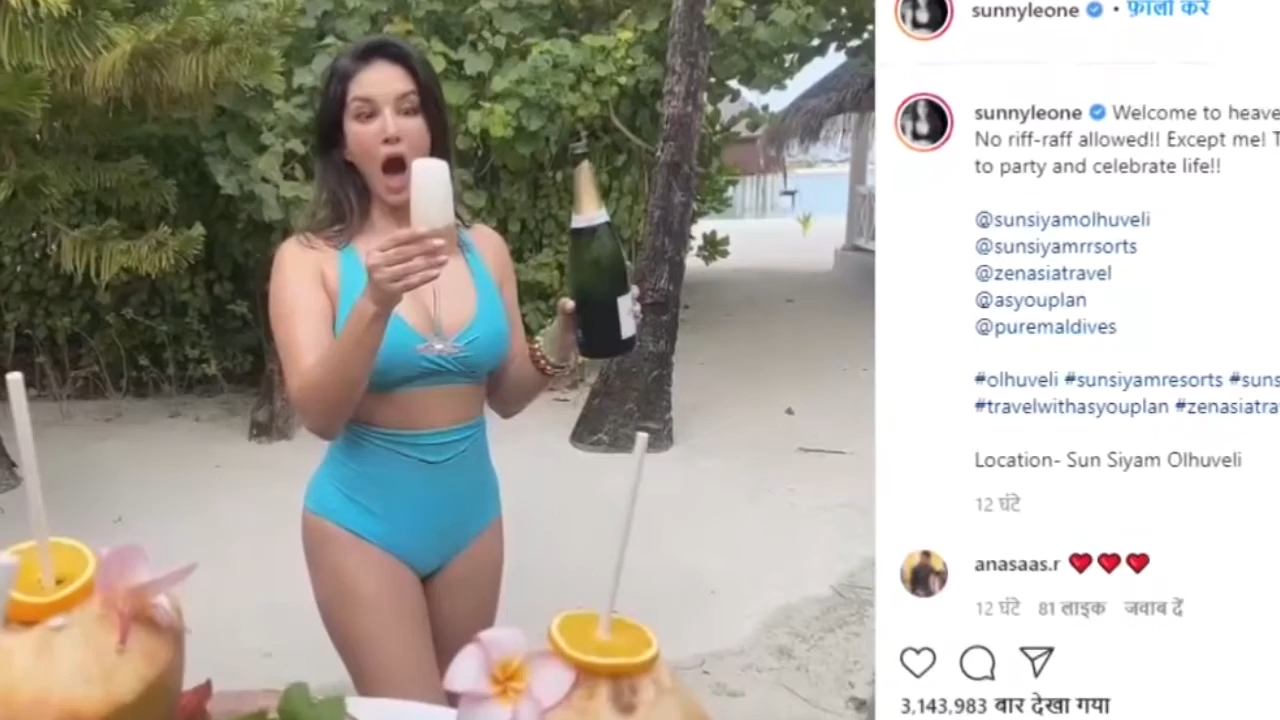 sunnyleone • फ़ॉलो करें
sunnyleone Welcome to heave
No riff-raff allowed!! Except me! T
to party and celebrate life!!
@sunsiyamolhuveli
@sunsiyamrrsorts
@zenasiatravel
@asyouplan
@puremaldives
#olhuveli #sunsiyamresorts #suns
#travelwithasyouplan #zenasiatra
Location- Sun Siyam Olhuveli
12 घंटे
anasaas.r
12 घंटे 81 लाइक जवाब दें
3,143,983 बार देखा गया